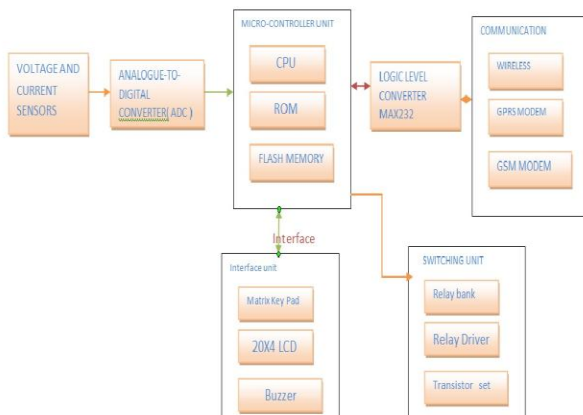 MICRO-CONTROLLER UNIT
COMMUNICATION
VOLTAGE AND
CURRENT
SENSORS
ANALOGUE-TO-
DIGITAL
CONVERTER(ADC)
CPU
ROM
FLASH MEMORY
LOGIC LEVEL
CONVERTER
MAX232
WIRELESS
GPRS MODEM
GSM MODEM
Interface
Interface unit
Matrix Key Pad
20X4 LCD
Buzzer
SWITCHING UNIT
Relay bank
Relay Driver
Transistor set